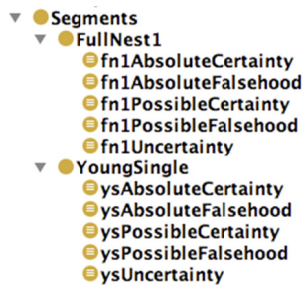 Segments
FullNest1
fn1AbsoluteCertainty
fn1AbsoluteFalsehood
fn1PossibleCertainty
fn1PossibleFalsehood
fn1Uncertainty
YoungSingle
ysAbsoluteCertainty
ysAbsoluteFalsehood
ysPossibleCertainty
ysPossibleFalsehood
ysUncertainty